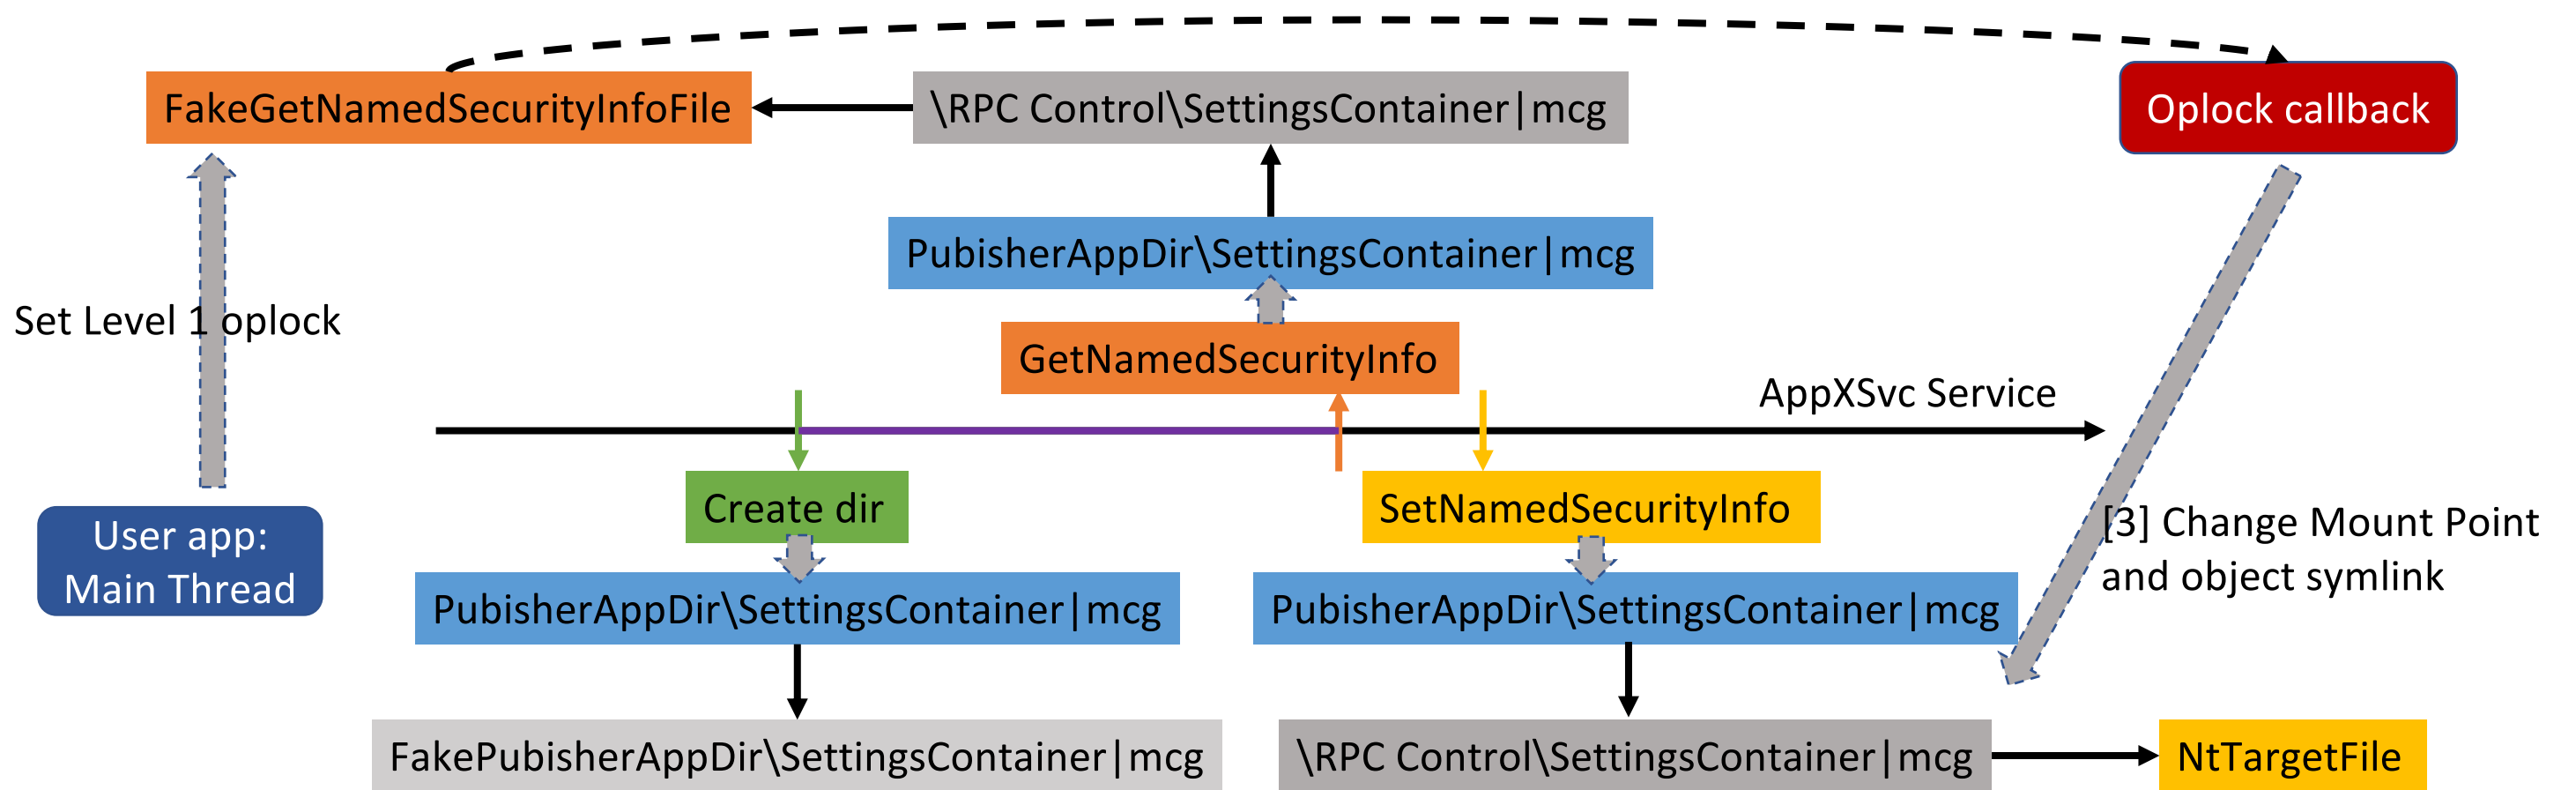 FakeGetNamedSecurityInfoFile
\RPC Control\SettingsContainer|mcg
Oplock callback
PubisherAppDir\SettingsContainer|mcg
Set Level 1 oplock
GetNamedSecurityInfo
AppXSvc Service
Create dir
SetNamedSecurityInfo
User app:
Main Thread
[3] Change Mount Point
and object symlink
PubisherAppDir\SettingsContainer|mcg
PubisherAppDir\SettingsContainer|mcg
FakePubisherAppDir\SettingsContainer|mcg
\RPC Control\SettingsContainer|mcg
NtTargetFile